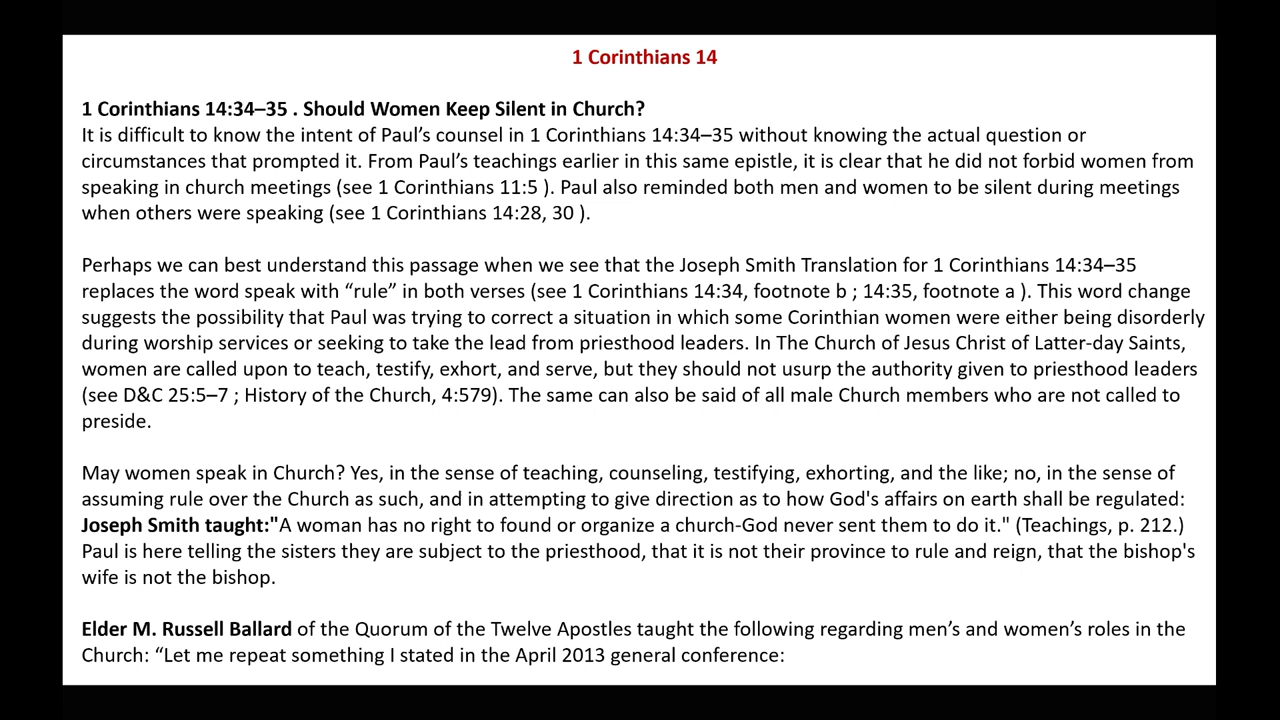 1 Corinthians 14
1 Corinthians 14:34–35 . Should Women Keep Silent in Church?
It is difficult to know the intent of Paul’s counsel in 1 Corinthians 14:34–35 without knowing the actual question or
circumstances that prompted it. From Paul’s teachings earlier in this same epistle, it is clear that he did not forbid women from
speaking in church meetings (see 1 Corinthians 11:5 ). Paul also reminded both men and women to be silent during meetings
when others were speaking (see 1 Corinthians 14:28, 30 ).
Perhaps we can best understand this passage when we see that the Joseph Smith Translation for 1 Corinthians 14:34–35
replaces the word speak with “rule” in both verses (see 1 Corinthians 14:34, footnote b ; 14:35, footnote a ). This word change
suggests the possibility that Paul was trying to correct a situation in which some Corinthian women were either being disorderly
during worship services or seeking to take the lead from priesthood leaders. In The Church of Jesus Christ of Latter-day Saints,
women are called upon to teach, testify, exhort, and serve, but they should not usurp the authority given to priesthood leaders
(see D&C 25:5–7 ; History of the Church, 4:579). The same can also be said of all male Church members who are not called to
preside.
May women speak in Church? Yes, in the sense of teaching, counseling, testifying, exhorting, and the like; no, in the sense of
assuming rule over the Church as such, and in attempting to give direction as to how God's affairs on earth shall be regulated:
Joseph Smith taught:"A woman has no right to found or organize a church-God never sent them to do it." (Teachings, p. 212.)
Paul is here telling the sisters they are subject to the priesthood, that it is not their province to rule and reign, that the bishop's
wife is not the bishop.
Elder M. Russell Ballard of the Quorum of the Twelve Apostles taught the following regarding men’s and women’s roles in the
Church: “Let me repeat something I stated in the April 2013 general conference: